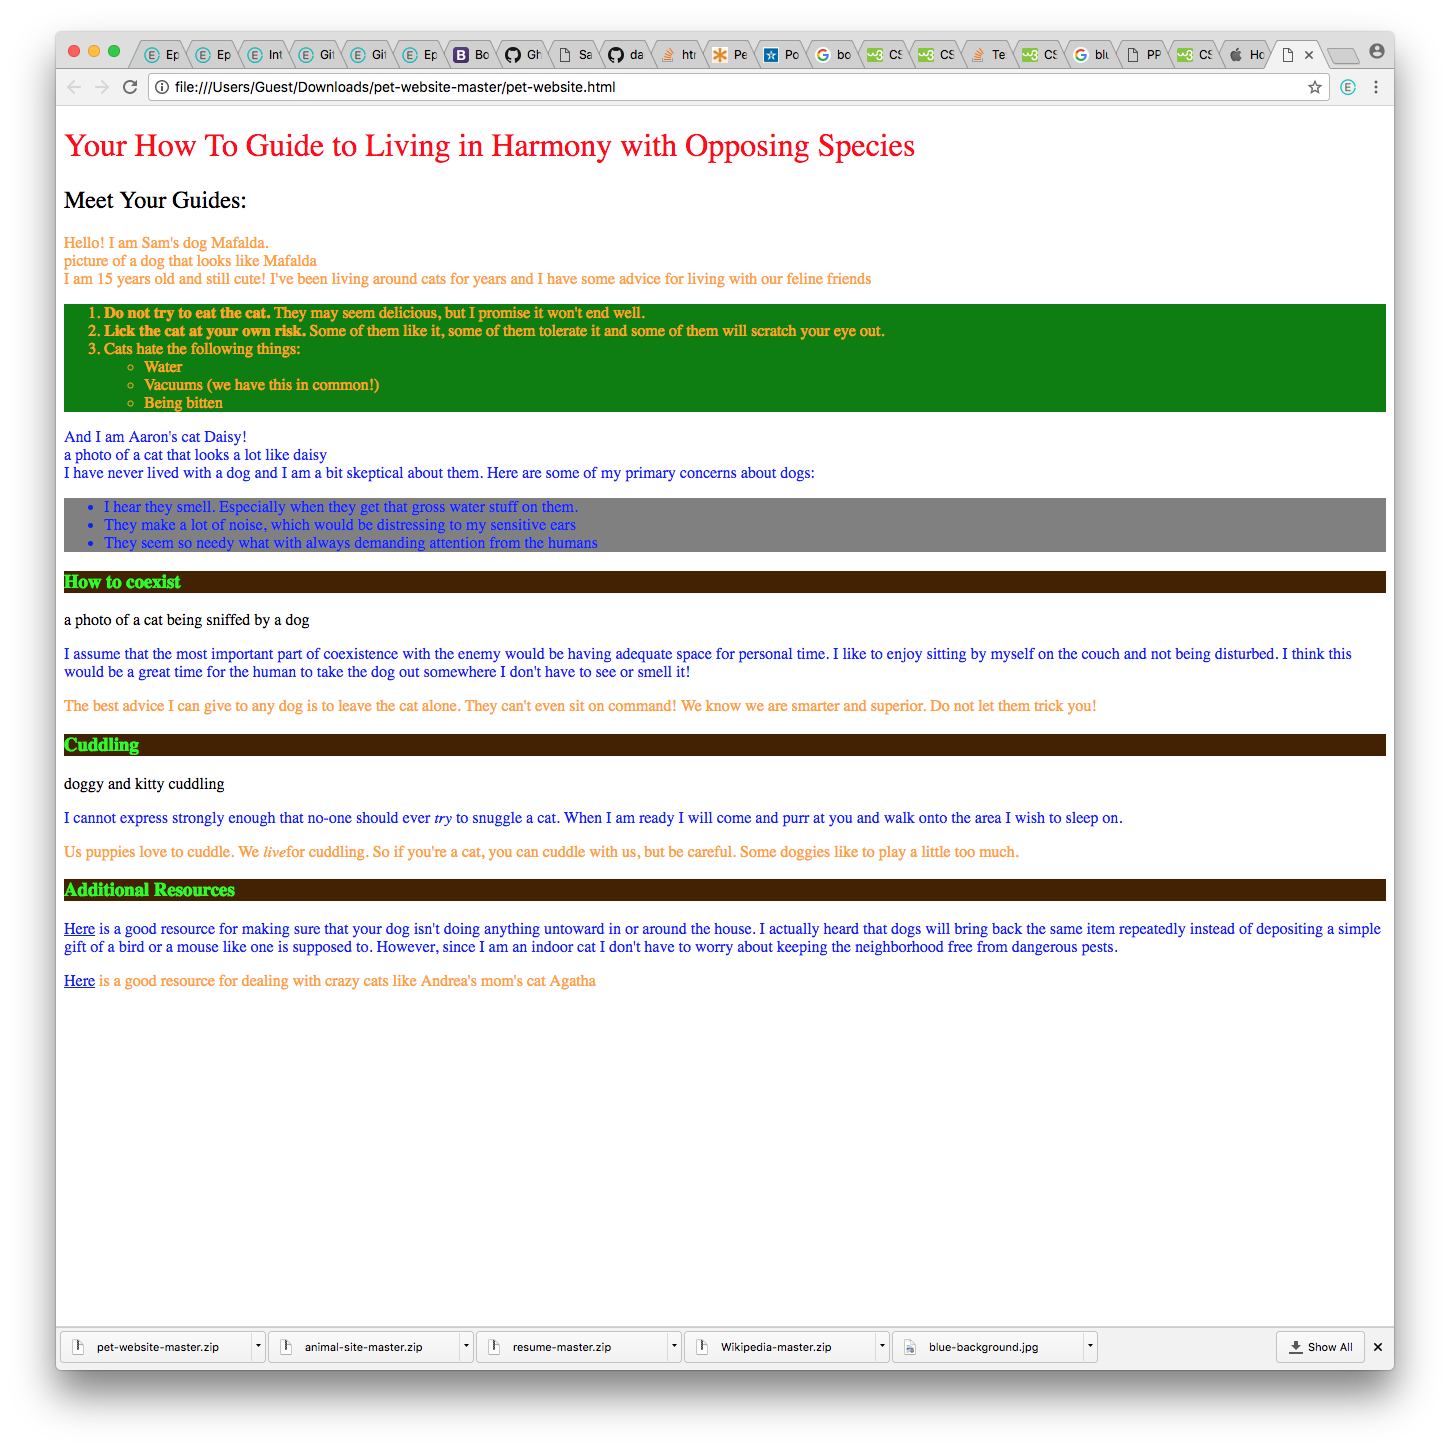 Ep Ep Int Git Git Ep Bo Gh Sa da htr Pe Po bo CS CS Te CS blu PP CS Ho
file:///Users/Guest/Downloads/pet-website-master/pet-website.html
Your How To Guide to Living in Harmony with Opposing Species
Meet Your Guides:
Hello! I am Sam's dog Mafalda.
picture of a dog that looks like Mafalda
I am 15 years old and still cute! I've been living around cats for years and I have some advice for living with our feline friends
1. Do not try to eat the cat. They may seem delicious, but I promise it won't end well.
2. Lick the cat at your own risk. Some of them like it, some of them tolerate it and some of them will scratch your eye out.
3. Cats hate the following things:
◦ Water
◦ Vacuums (we have this in common!)
◦ Being bitten
And I am Aaron's cat Daisy!
a photo of a cat that looks a lot like daisy
I have never lived with a dog and I am a bit skeptical about them. Here are some of my primary concerns about dogs:
• I hear they smell. Especially when they get that gross water stuff on them.
• They make a lot of noise, which would be distressing to my sensitive ears
• They seem so needy what with always demanding attention from the humans
How to coexist
a photo of a cat being sniffed by a dog
I assume that the most important part of coexistence with the enemy would be having adequate space for personal time. I like to enjoy sitting by myself on the couch and not being disturbed. I think this
would be a great time for the human to take the dog out somewhere I don't have to see or smell it!
The best advice I can give to any dog is to leave the cat alone. They can't even sit on command! We know we are smarter and superior. Do not let them trick you!
Cuddling
doggy and kitty cuddling
I cannot express strongly enough that no-one should ever try to snuggle a cat. When I am ready I will come and purr at you and walk onto the area I wish to sleep on.
Us puppies love to cuddle. We livefor cuddling. So if you're a cat, you can cuddle with us, but be careful. Some doggies like to play a little too much.
Additional Resources
Here is a good resource for making sure that your dog isn't doing anything untoward in or around the house. I actually heard that dogs will bring back the same item repeatedly instead of depositing a simple
gift of a bird or a mouse like one is supposed to. However, since I am an indoor cat I don't have to worry about keeping the neighborhood free from dangerous pests.
Here is a good resource for dealing with crazy cats like Andrea's mom's cat Agatha
pet-website-master.zip animal-site-master.zip resume-master.zip Wikipedia-master.zip blue-background.jpg Show All